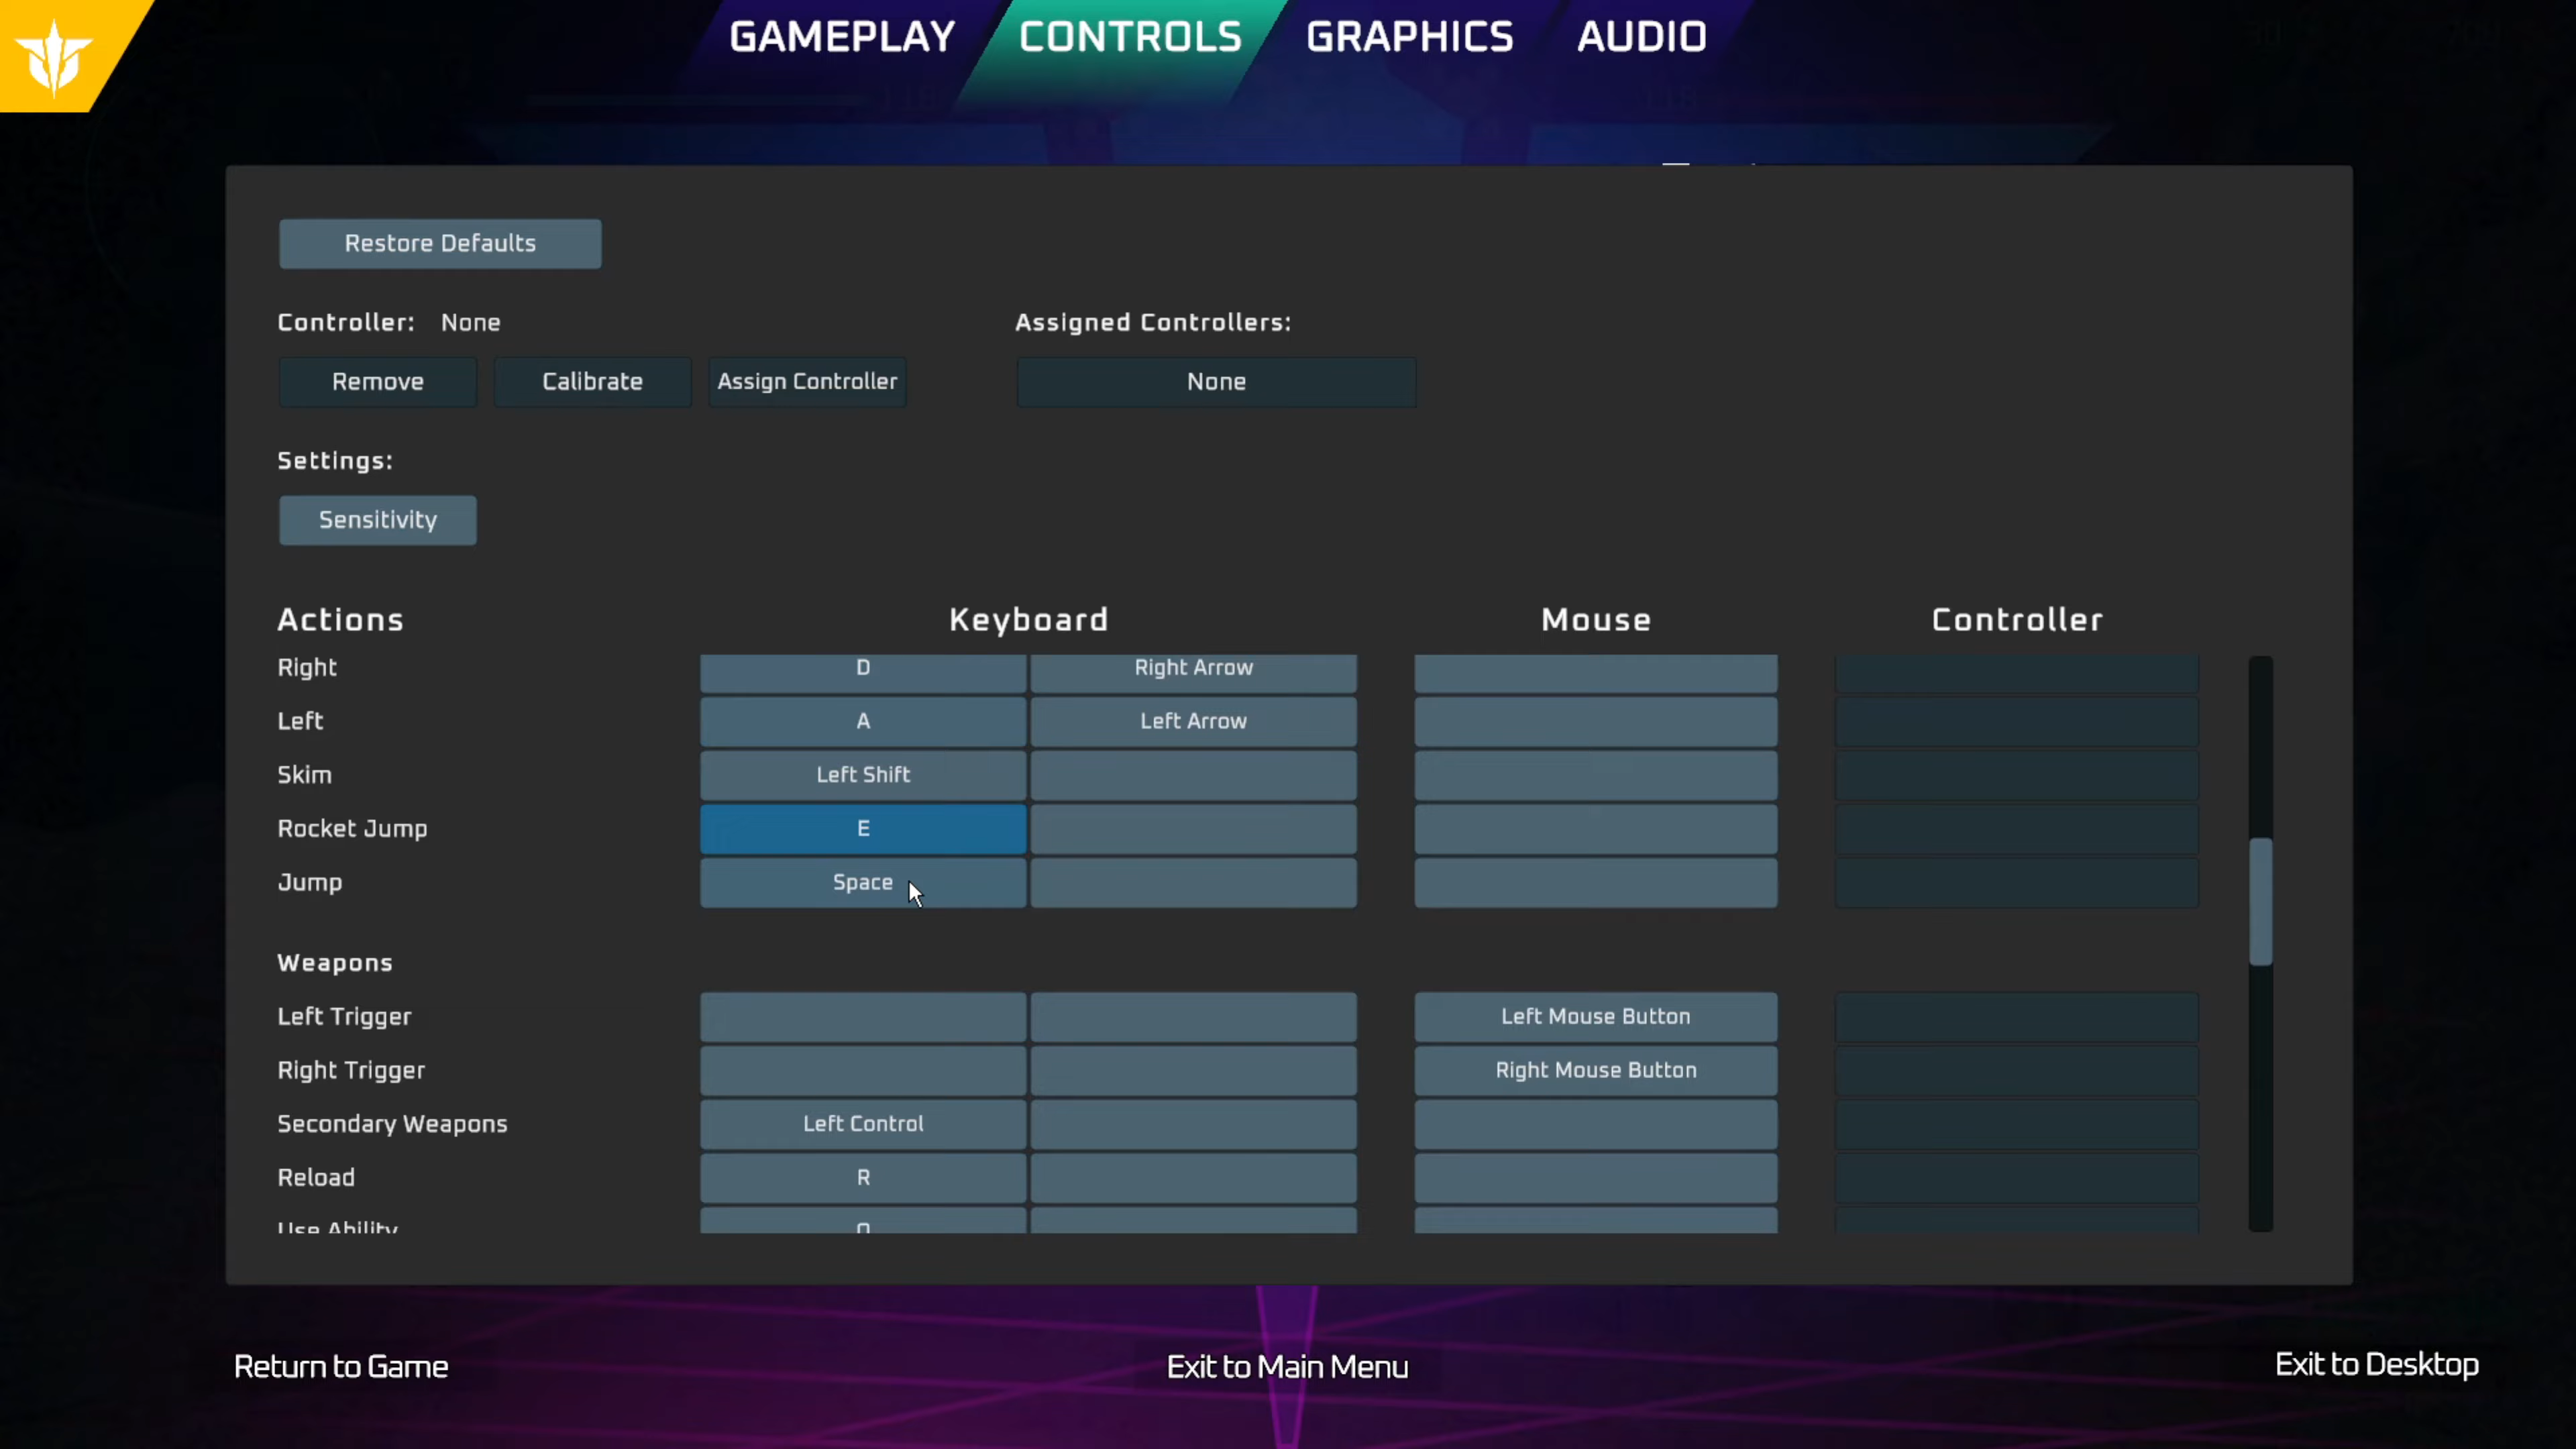 GAMEPLAY CONTROLS GRAPHICS AUDIO
Restore Defaults
Controller: None Assigned Controllers:
Remove Calibrate Assign Controller None
Settings:
Sensitivity
Actions Keyboard Mouse Controller
Right D Right Arrow
Left A Left Arrow
Skim Left Shift
Rocket Jump E
Jump Space
Weapons
Left Trigger Left Mouse Button
Right Trigger Right Mouse Button
Secondary Weapons Left Control
Reload R
Use Ability
Return to Game Exit to Main Menu Exit to Desktop